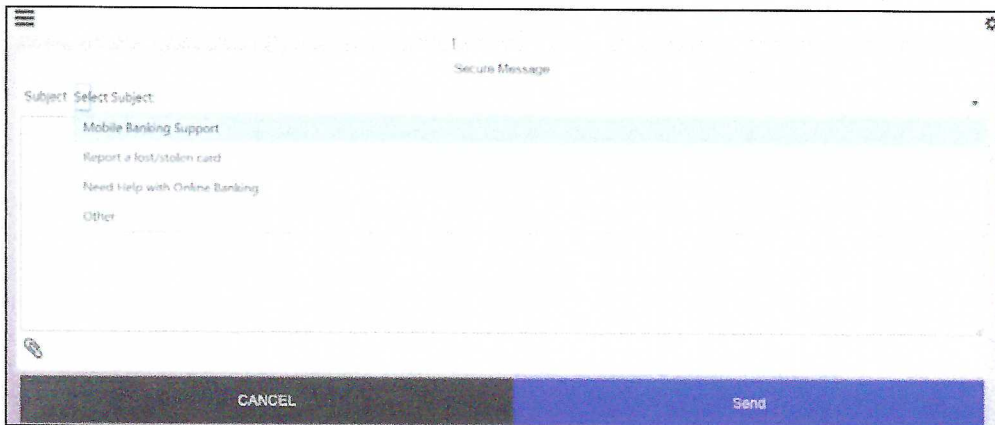 Secure Message
Subject Select Subject
Mobile Banking Support
Report a lost/stolen card
Need Help with Online Banking
Other
CANCEL
Send